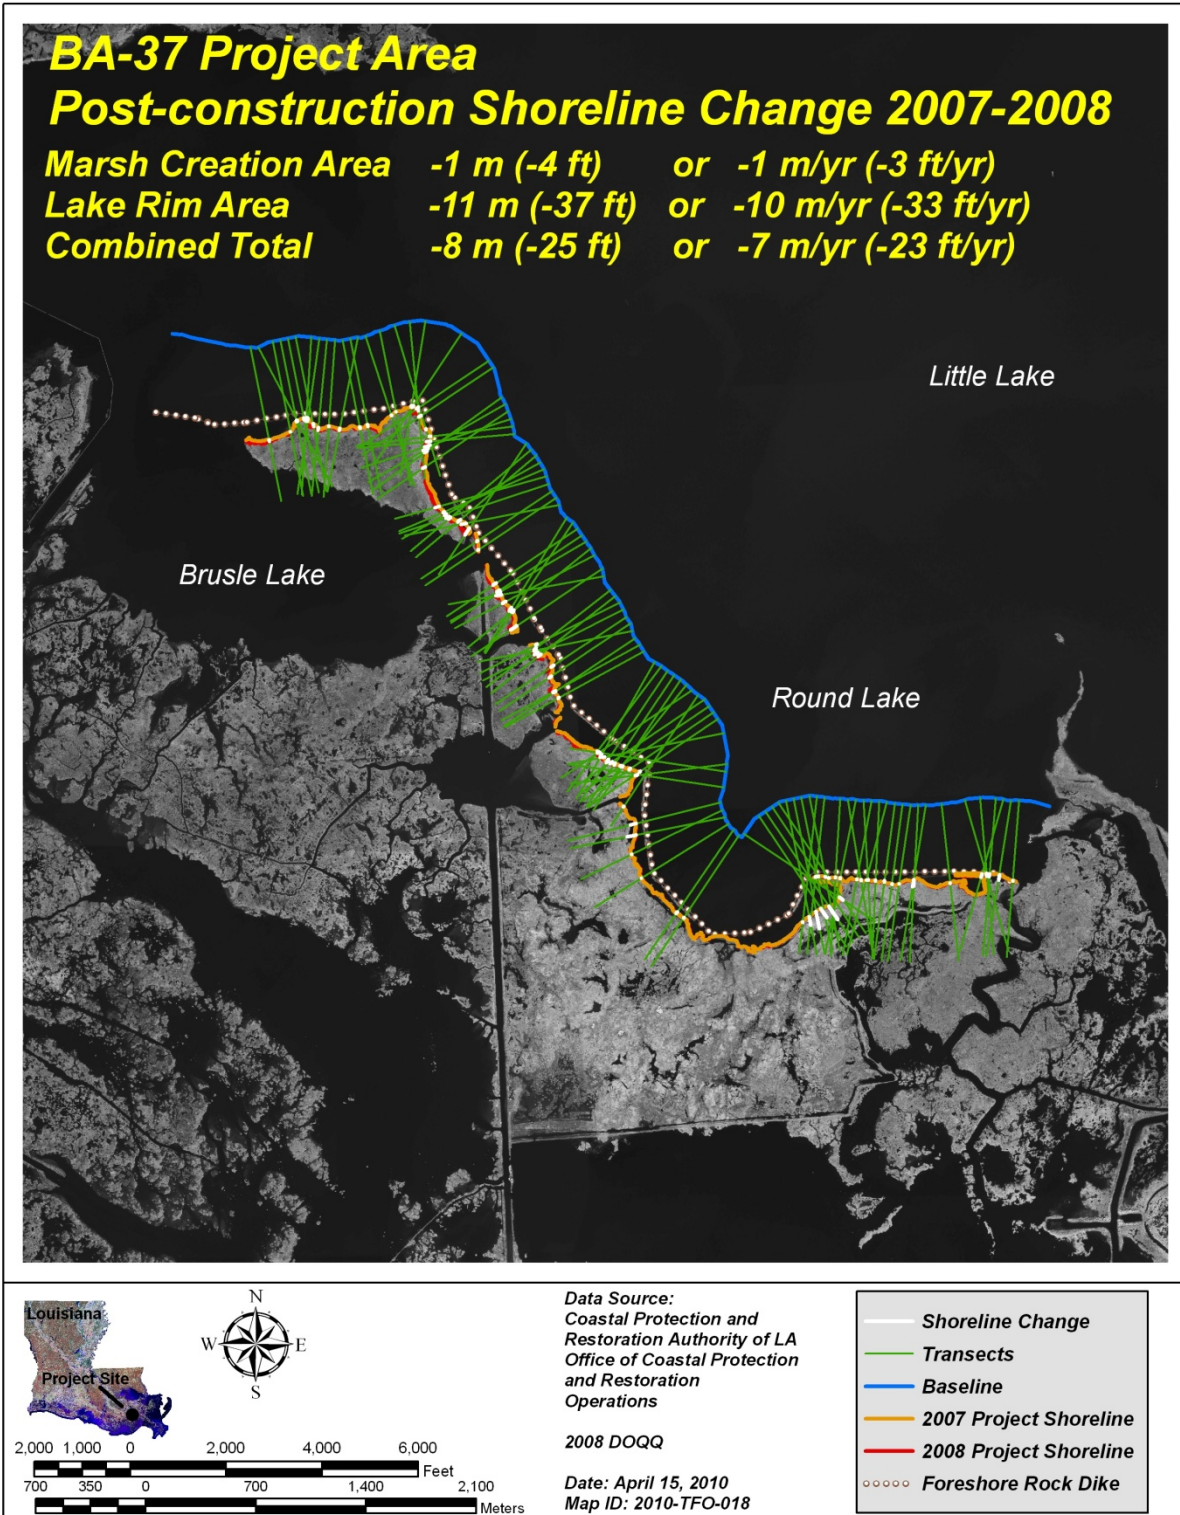 BA-37 Project Area
Post-construction Shoreline Change 2007-2008
Marsh Creation Area -1 m (-4 ft) or -1 m/yr (-3 ft/yr)
Lake Rim Area -11 m (-37 ft) or -10 m/yr (-33 ft/yr)
Combined Total -8 m (-25 ft) or -7 m/yr (-23 ft/yr)
Little Lake
Brusle Lake
Round Lake
Louisiana
Project Site
N
W E
S
2,000 1,000 0 2,000 4,000 6,000
Feet
700 350 0 700 1,400 2,100
Meters
Data Source:
Coastal Protection and
Restoration Authority of LA
Office of Coastal Protection
and Restoration
Operations
2008 DOQQ
Date: April 15, 2010
Map ID: 2010-TFO-018
Shoreline Change
Transects
Baseline
2007 Project Shoreline
2008 Project Shoreline
Foreshore Rock Dike